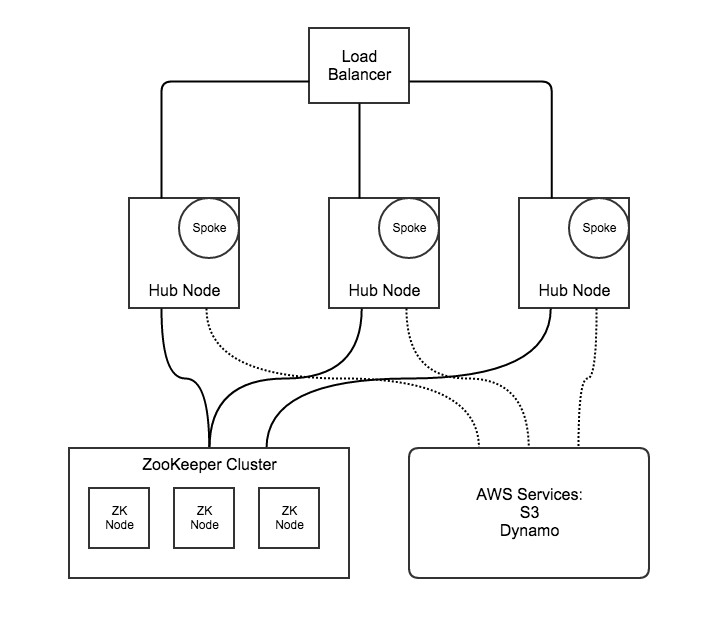 Load
Balancer
Spoke
Spoke
Spoke
Hub Node
Hub Node
Hub Node
ZooKeeper Cluster
ZK
Node
ZK
Node
ZK
Node
AWS Services:
S3
Dynamo